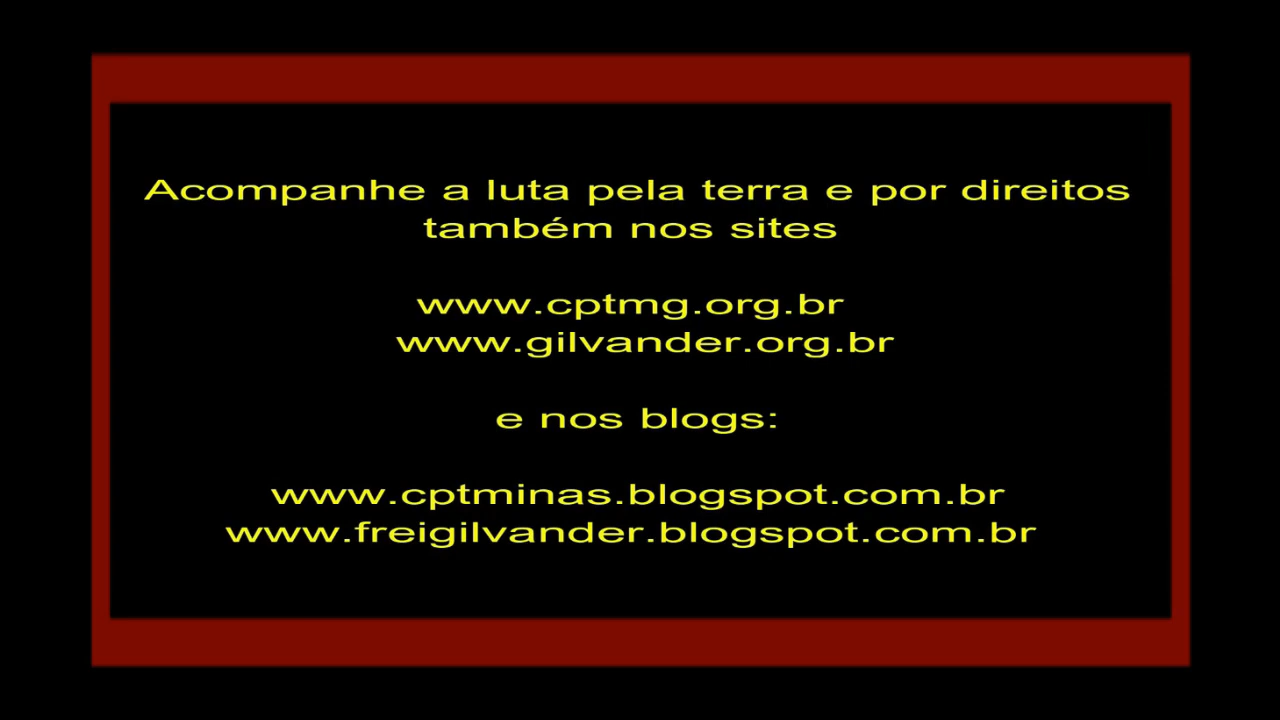 Acompanhe a luta pela terra e por direitos
também nos sites
www.cptmg.org.br
www.gilvander.org.br
e nos blogs:
www.cptminas.blogspot.com.br
www.freigilvander.blogspot.com.br